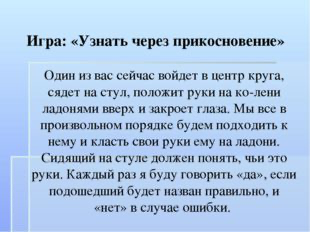 Игра: «Узнать через прикосновение»
Один из вас сейчас войдет в центр круга,
сядет на стул, положит руки на ко-лени
ладонями вверх и закроет глаза. Мы все в
произвольном порядке будем подходить к
нему и класть свои руки ему на ладони.
Сидящий на стуле должен понять, чьи это
руки. Каждый раз я буду говорить «да», если
подошедший будет назван правильно, и
«нет» в случае ошибки.